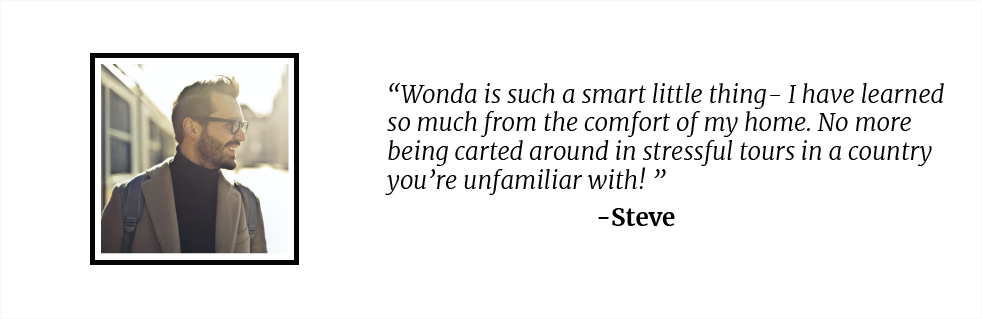 “Wonda is such a smart little thing- I have learned
so much from the comfort of my home. No more
being carted around in stressful tours in a country
you’re unfamiliar with! ”
-Steve